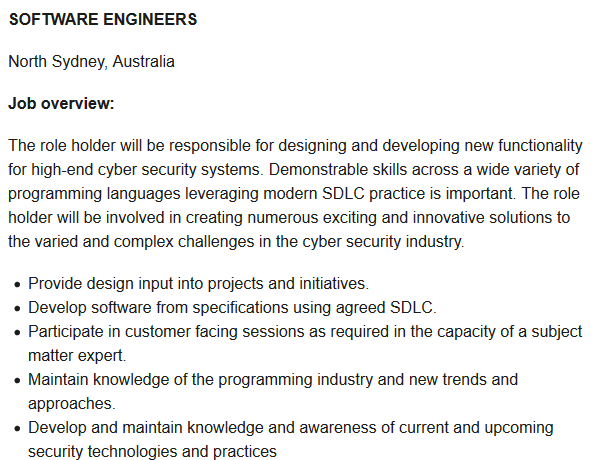 SOFTWARE ENGINEERS
North Sydney, Australia
Job overview:
The role holder will be responsible for designing and developing new functionality
for high-end cyber security systems. Demonstrable skills across a wide variety of
programming languages leveraging modern SDLC practice is important. The role
holder will be involved in creating numerous exciting and innovative solutions to
the varied and complex challenges in the cyber security industry.
• Provide design input into projects and initiatives.
• Develop software from specifications using agreed SDLC.
• Participate in customer facing sessions as required in the capacity of a subject
matter expert.
• Maintain knowledge of the programming industry and new trends and
approaches.
• Develop and maintain knowledge and awareness of current and upcoming
security technologies and practices